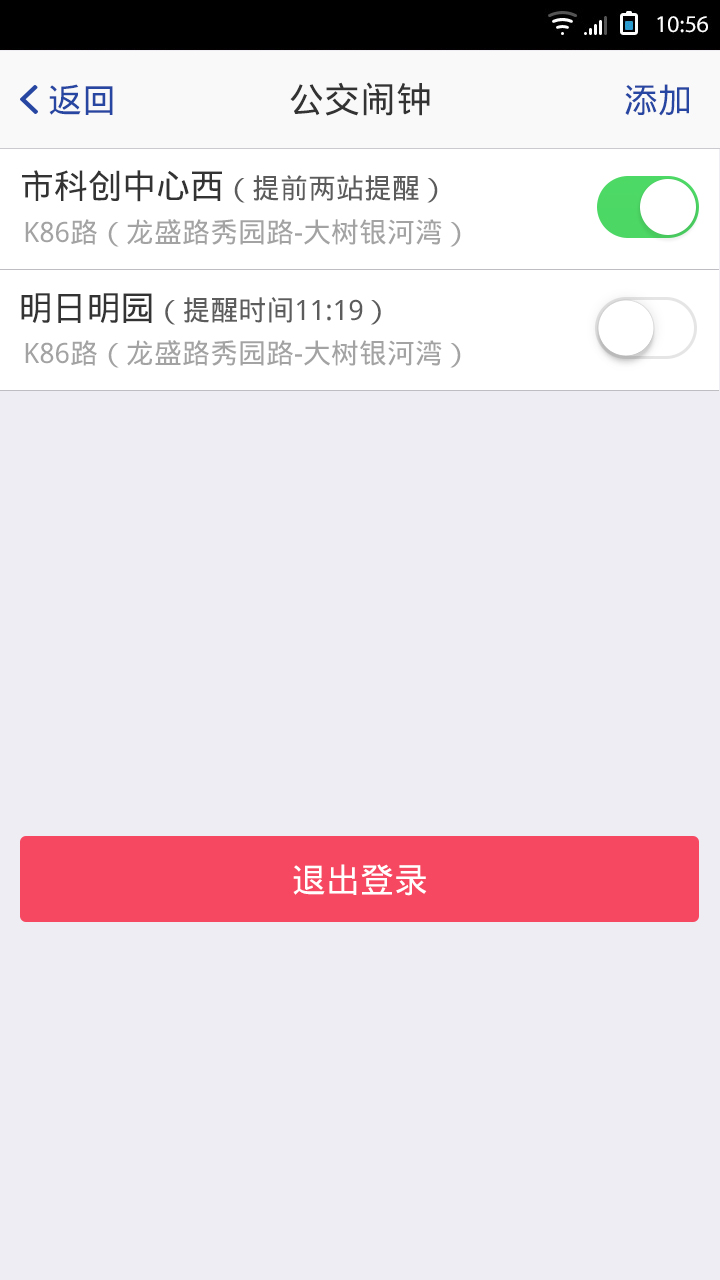 10:56
返回 公交闹钟 添加
市科创中心西（提前两站提醒）
K86路（龙盛路秀园路-大树银河湾）
明日明园（提醒时间11:19）
K86路（龙盛路秀园路-大树银河湾）
退出登录